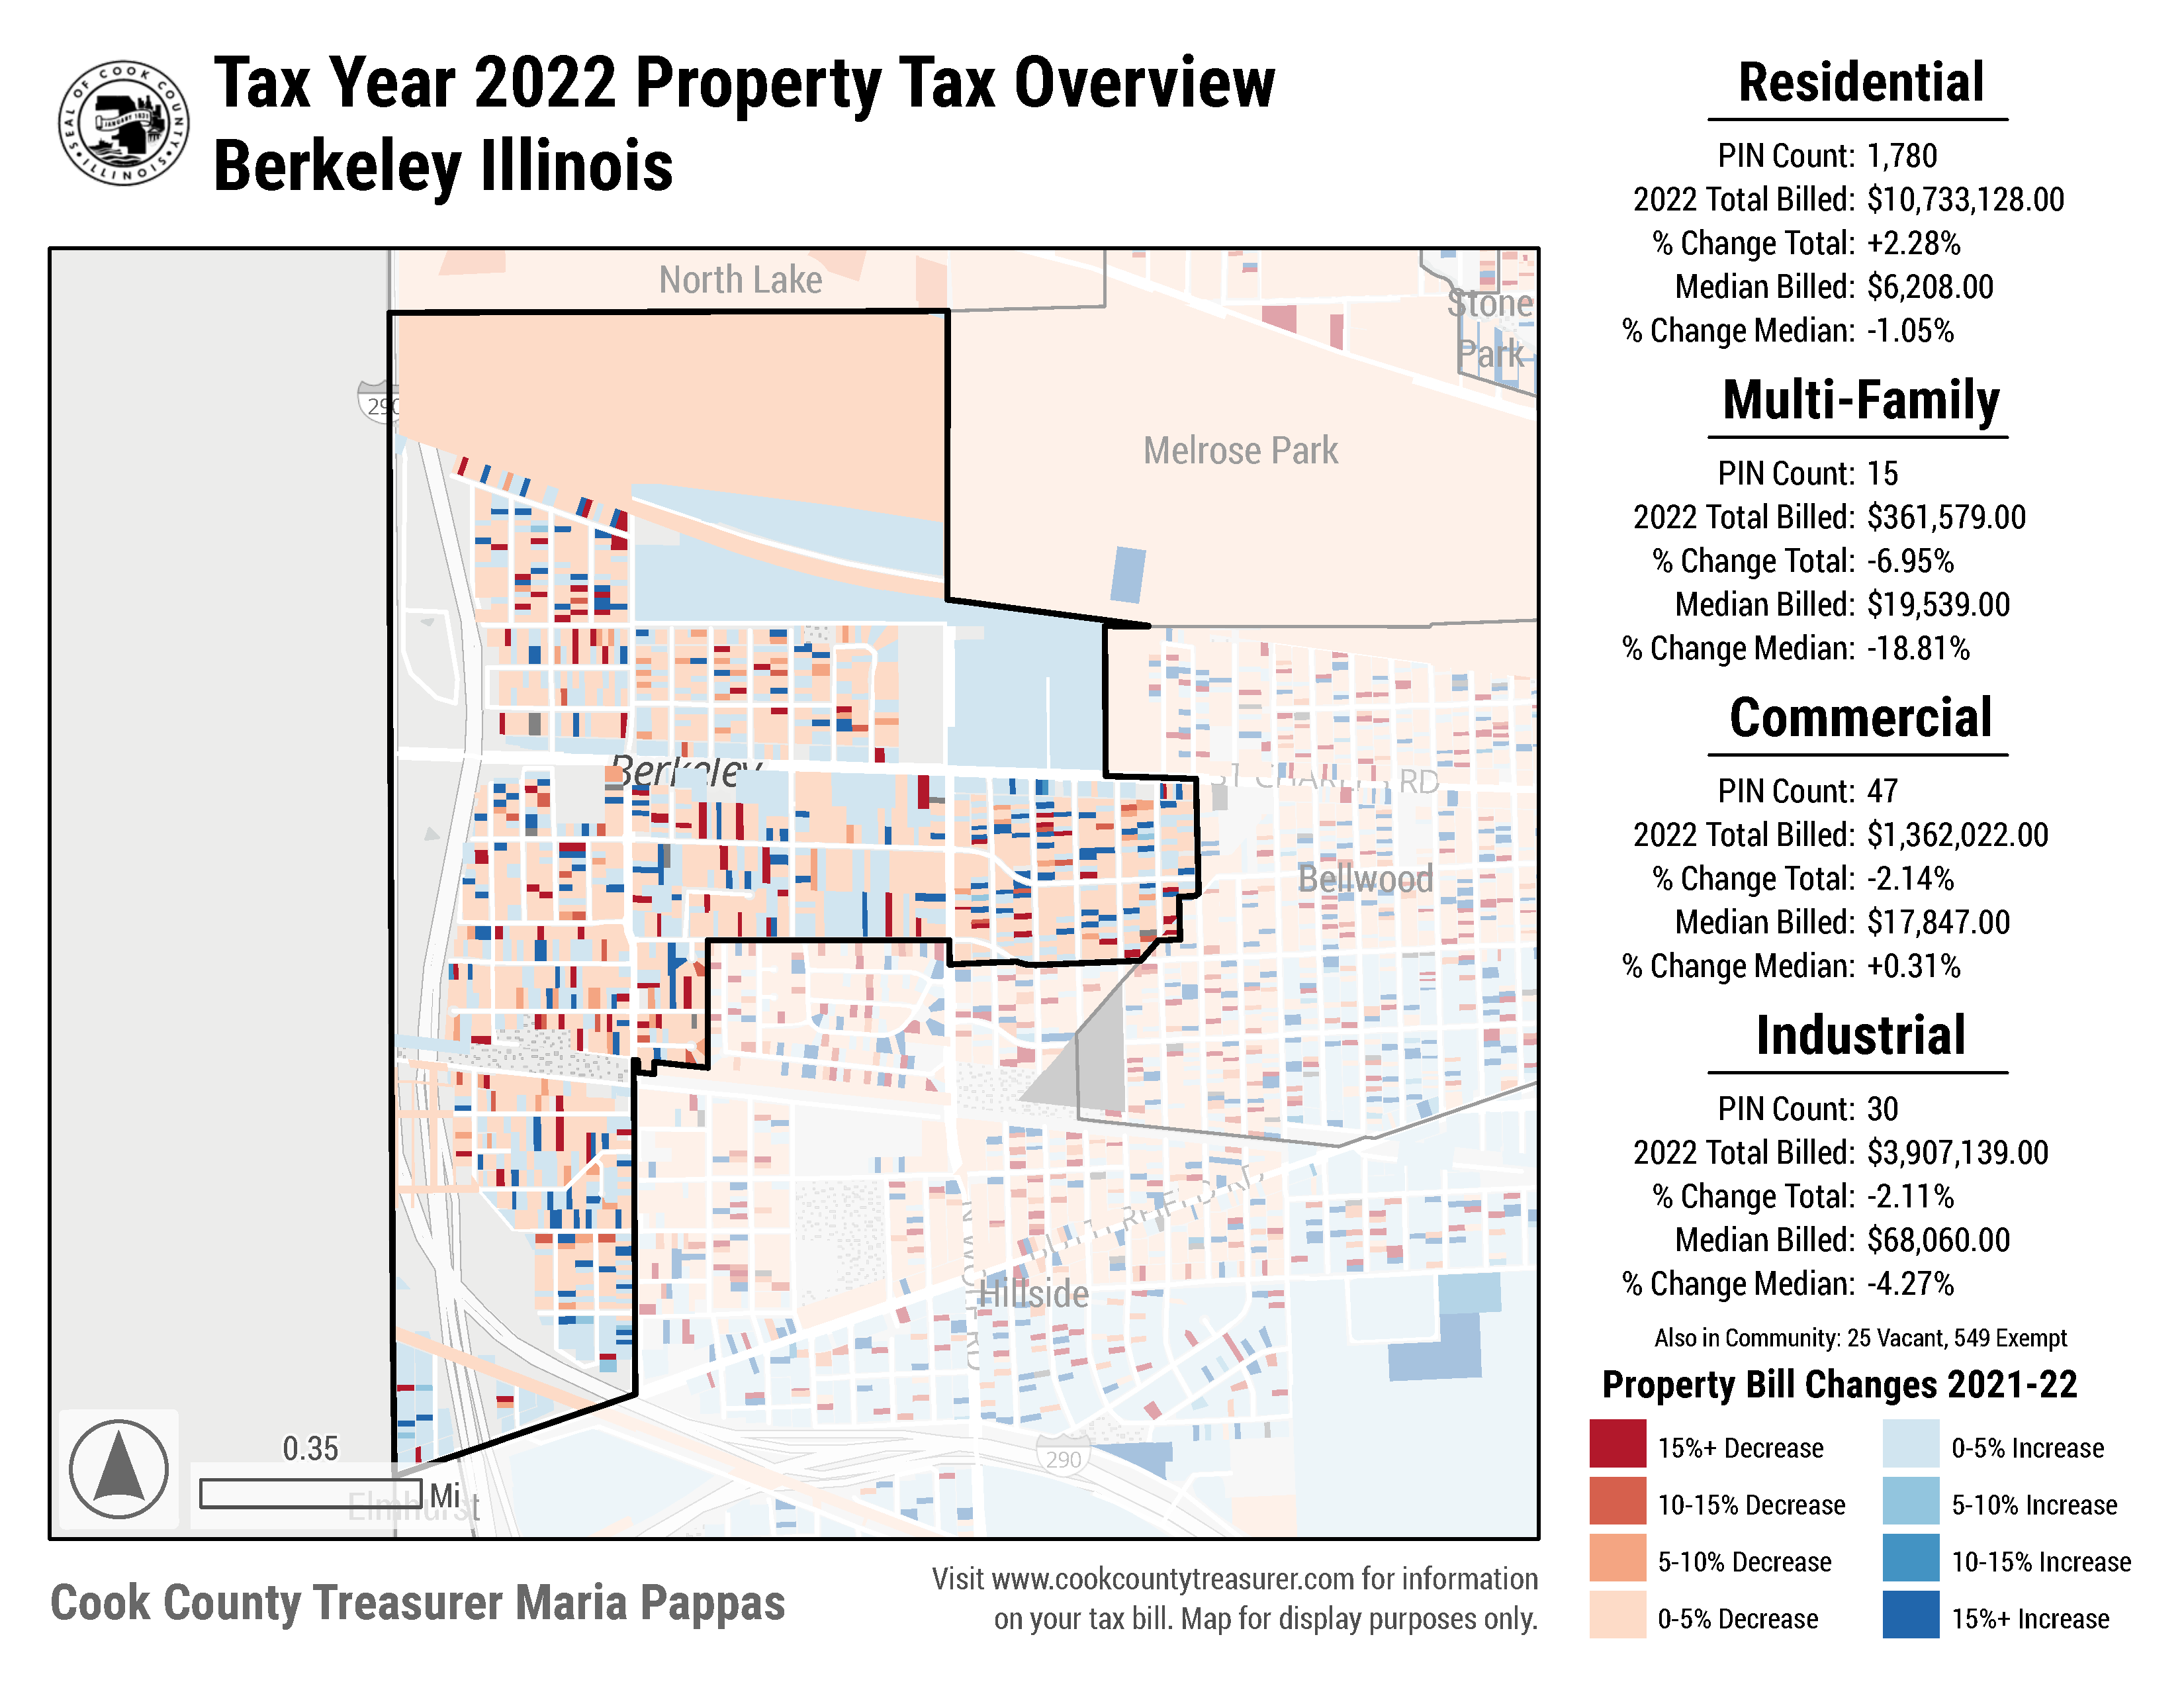 SEAL OF COOK COUNTY • ILLINOIS •
JANUARY 1831
Tax Year 2022 Property Tax Overview
Berkeley Illinois
North Lake
Stone
Park
290
Melrose Park
Berkeley
ST CHARLES RD
Bellwood
BUTTERFIELD RD
N WOLF RD
Hillside
290
0.35
Mi
Elmhurst
Cook County Treasurer Maria Pappas
Visit www.cookcountytreasurer.com for information
on your tax bill. Map for display purposes only.
Residential
PIN Count: 1,780
2022 Total Billed: $10,733,128.00
% Change Total: +2.28%
Median Billed: $6,208.00
% Change Median: -1.05%
Multi-Family
PIN Count: 15
2022 Total Billed: $361,579.00
% Change Total: -6.95%
Median Billed: $19,539.00
% Change Median: -18.81%
Commercial
PIN Count: 47
2022 Total Billed: $1,362,022.00
% Change Total: -2.14%
Median Billed: $17,847.00
% Change Median: +0.31%
Industrial
PIN Count: 30
2022 Total Billed: $3,907,139.00
% Change Total: -2.11%
Median Billed: $68,060.00
% Change Median: -4.27%
Also in Community: 25 Vacant, 549 Exempt
Property Bill Changes 2021-22
15%+ Decrease
10-15% Decrease
5-10% Decrease
0-5% Decrease
0-5% Increase
5-10% Increase
10-15% Increase
15%+ Increase